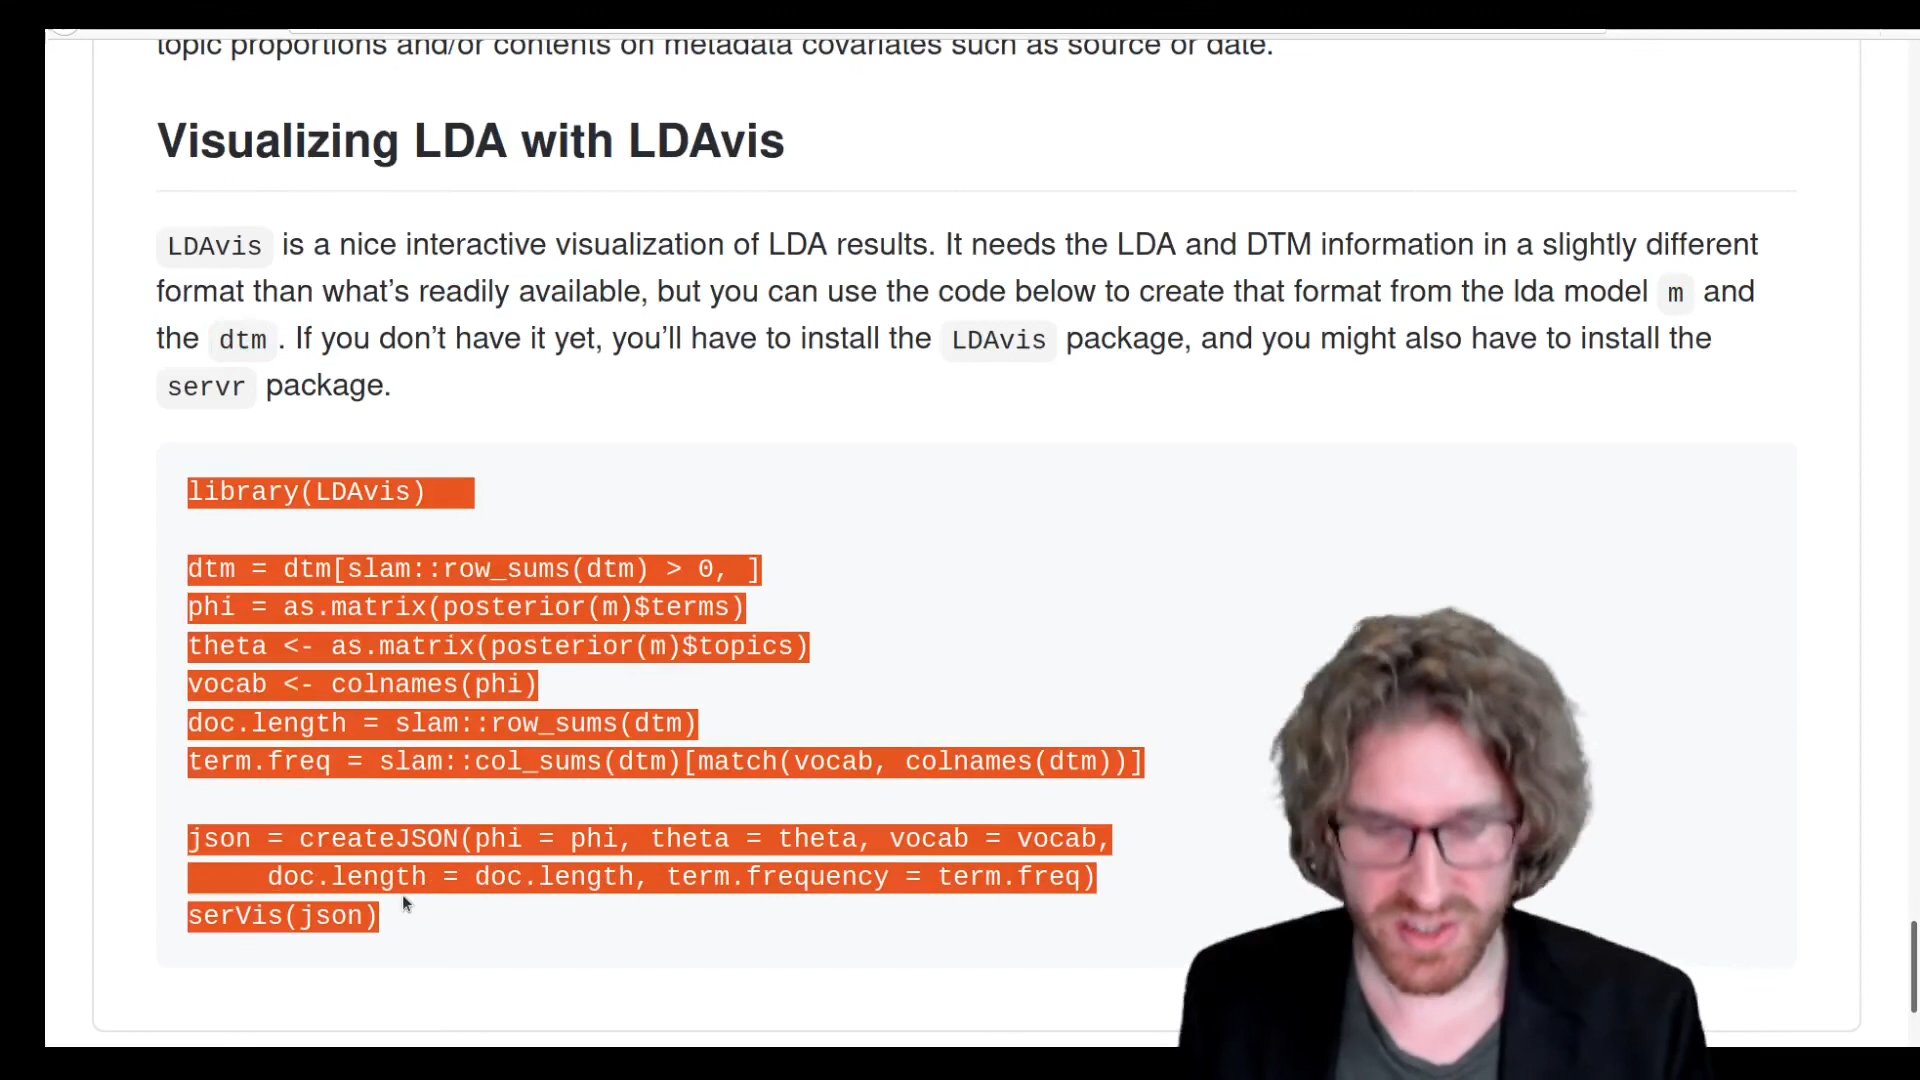 topic proportions and/or contents on metadata covariates such as source or date.
Visualizing LDA with LDAvis
LDAvis is a nice interactive visualization of LDA results. It needs the LDA and DTM information in a slightly different
format than what’s readily available, but you can use the code below to create that format from the lda model m and
the dtm . If you don’t have it yet, you’ll have to install the LDAvis package, and you might also have to install the
servr package.
library(LDAvis)
dtm = dtm[slam::row_sums(dtm) > 0, ]
phi = as.matrix(posterior(m)$terms)
theta <- as.matrix(posterior(m)$topics)
vocab <- colnames(phi)
doc.length = slam::row_sums(dtm)
term.freq = slam::col_sums(dtm)[match(vocab, colnames(dtm))]
json = createJSON(phi = phi, theta = theta, vocab = vocab,
     doc.length = doc.length, term.frequency = term.freq)
serVis(json)